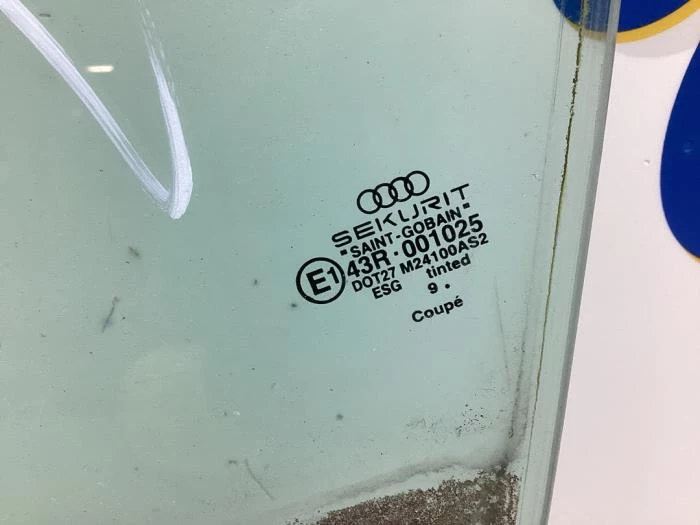 SEKURIT
"SAINT-GOBAIN"
E1 43R-001025
DOT27 M24100AS2
ESG tinted
9 .
Coupé